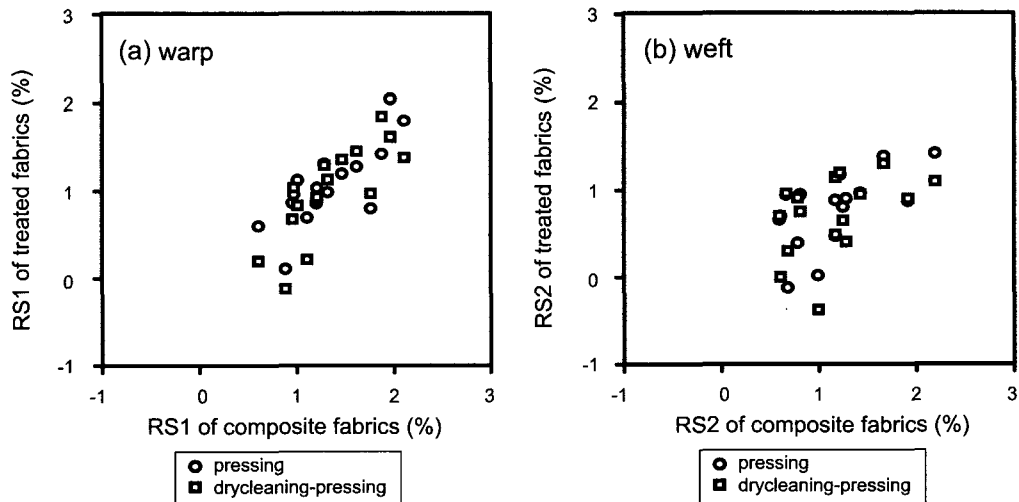 (a) warp
RS1 of treated fabrics (%)
3
2
1
0
-1
-1 0 1 2 3
RS1 of composite fabrics (%)
pressing
drycleaning-pressing
(b) weft
RS2 of treated fabrics (%)
3
2
1
0
-1
-1 0 1 2 3
RS2 of composite fabrics (%)
pressing
drycleaning-pressing